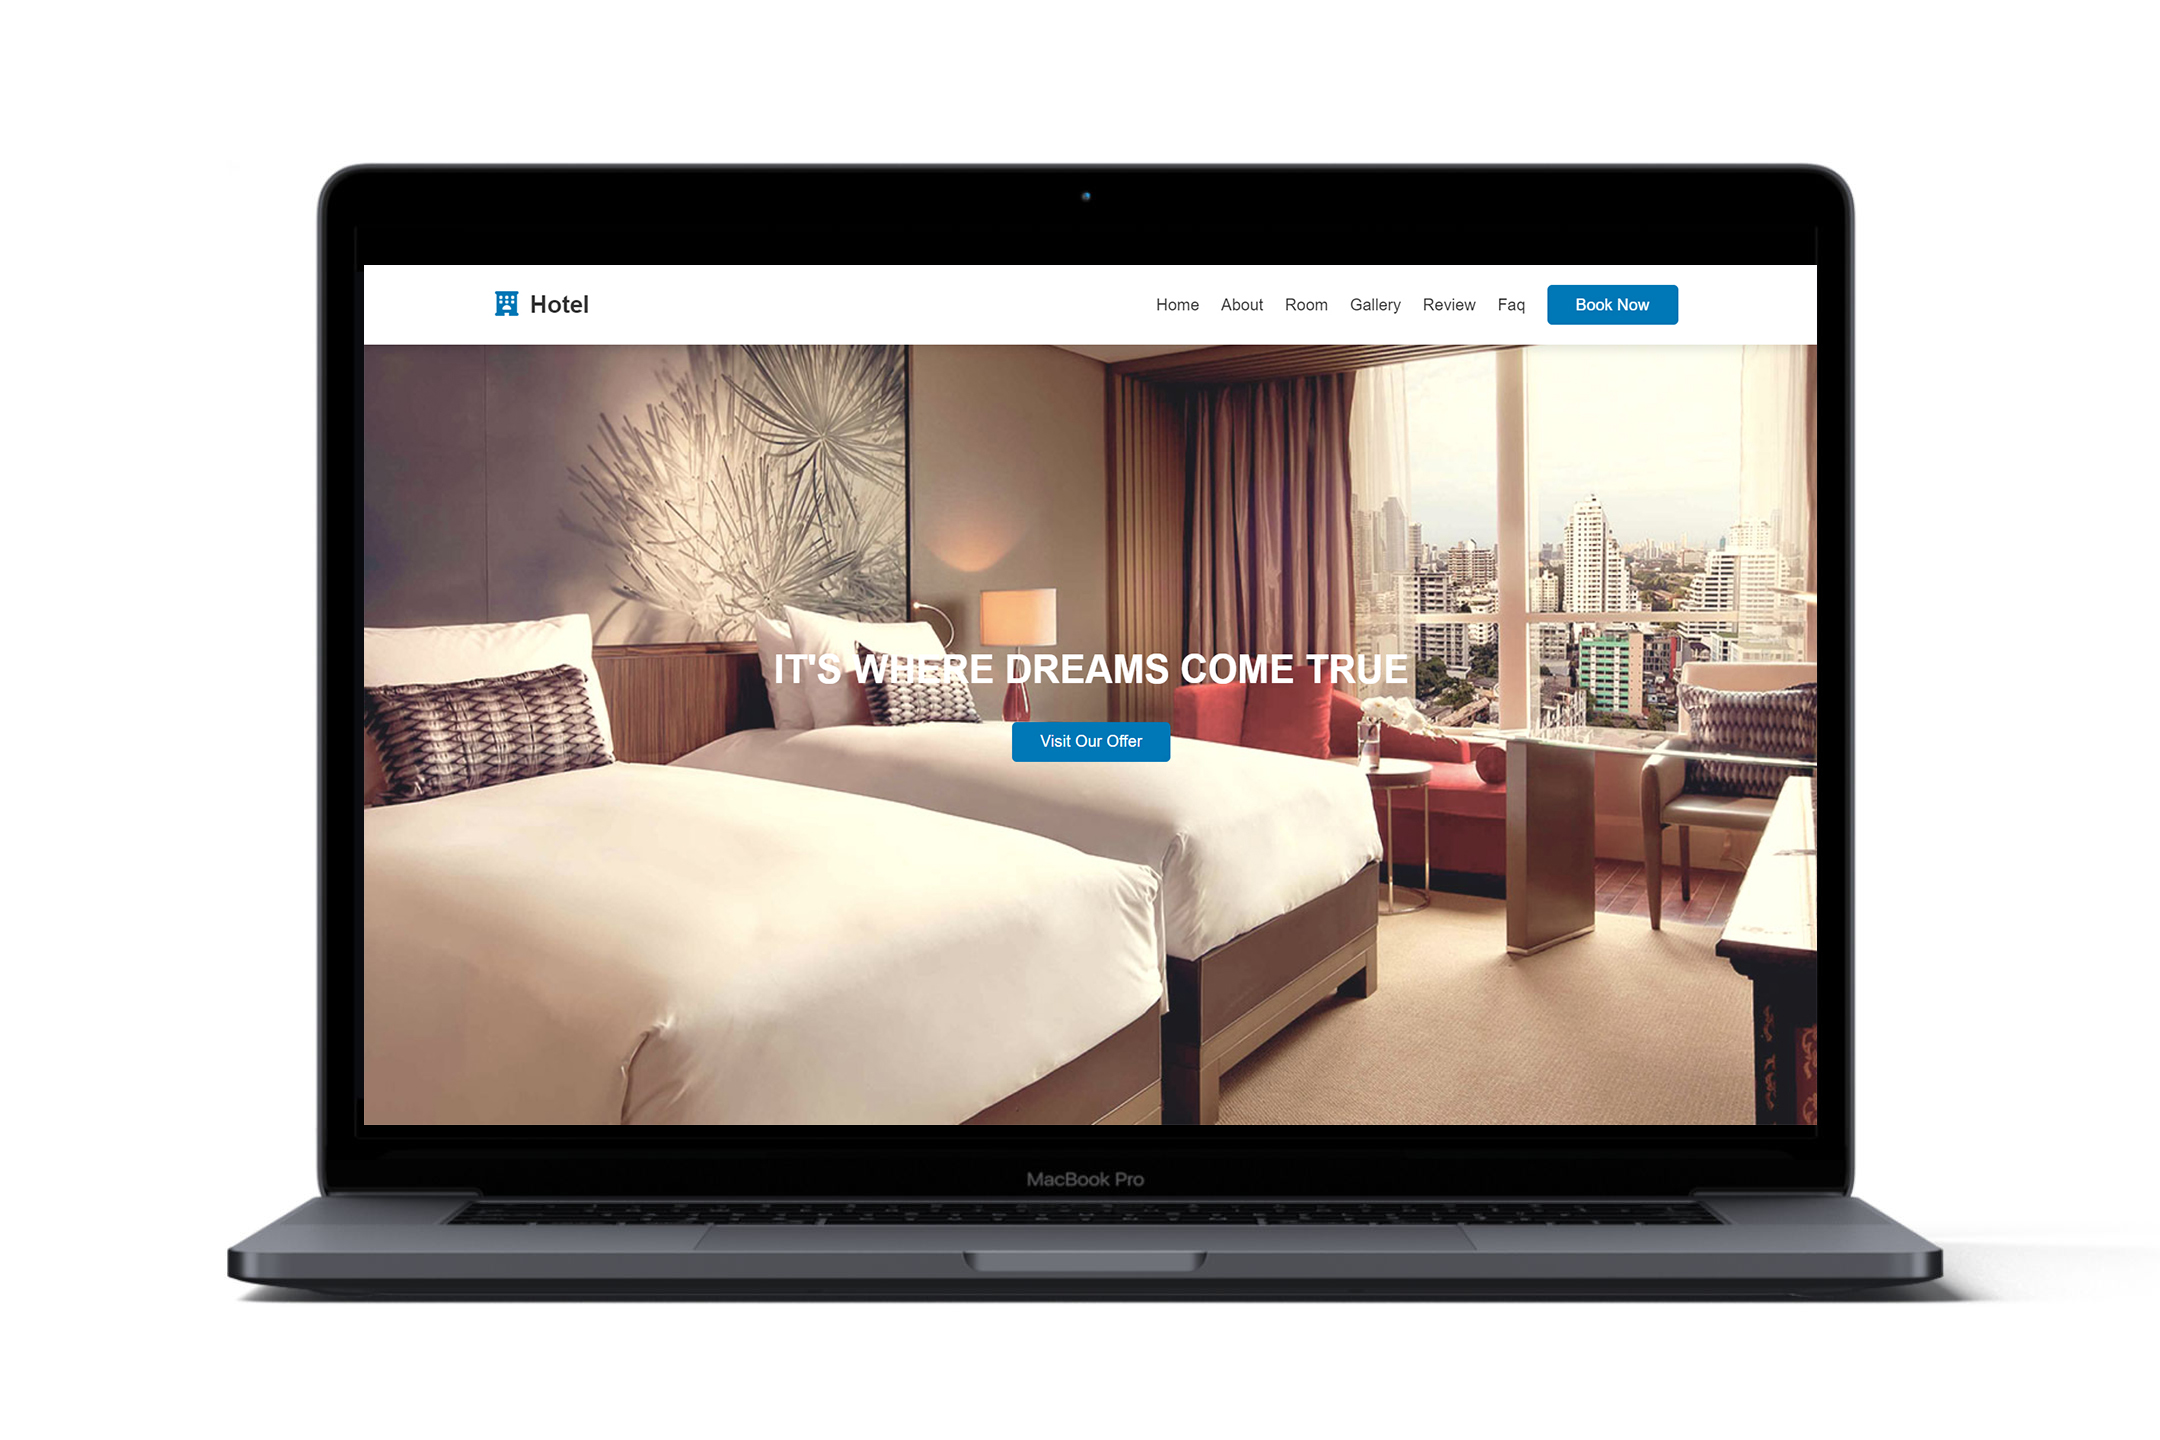 Hotel
Home About Room Gallery Review Faq Book Now
IT'S WHERE DREAMS COME TRUE
Visit Our Offer
MacBook Pro